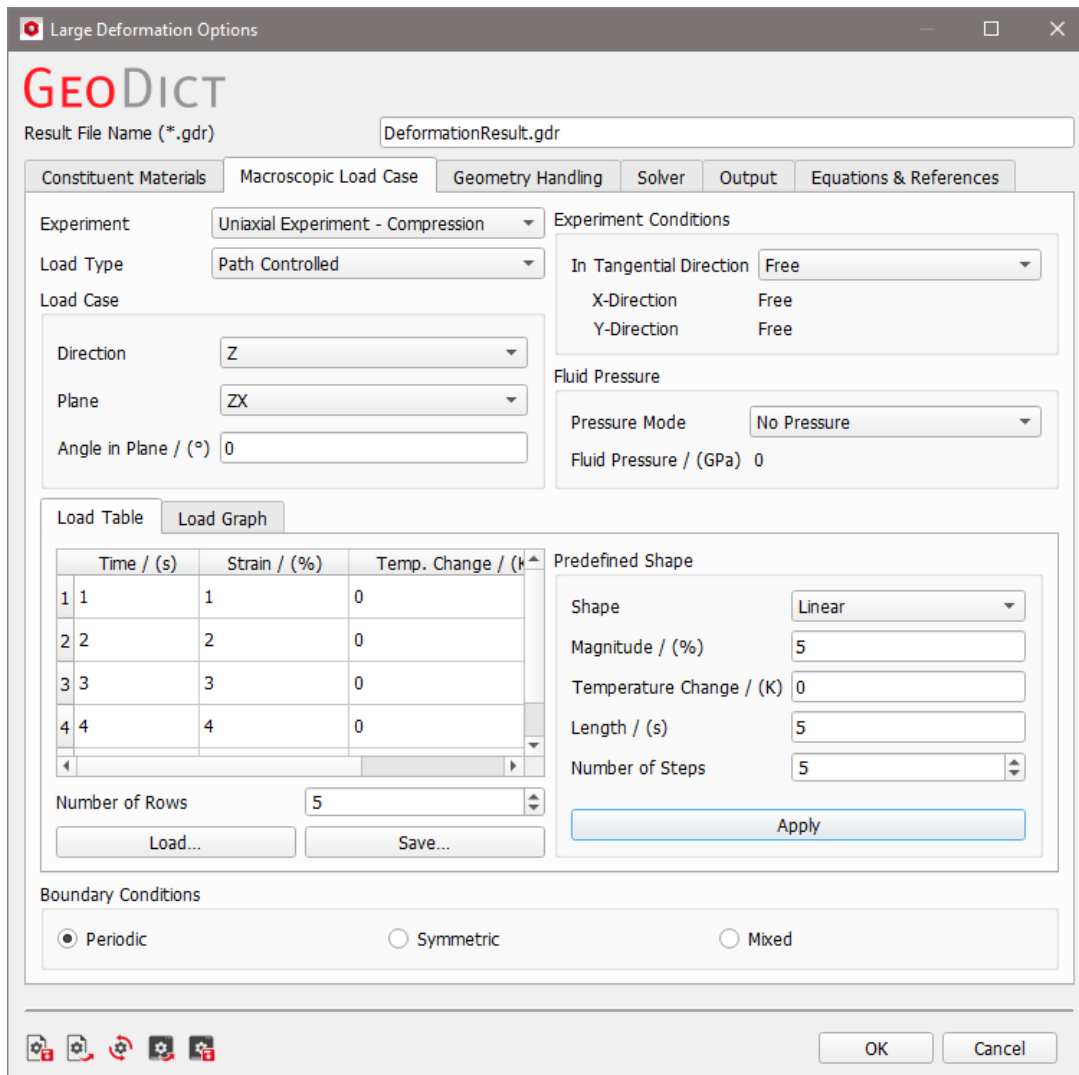 Large Deformation Options
GEODICT
Result File Name (*.gdr) DeformationResult.gdr
Constituent Materials Macroscopic Load Case Geometry Handling Solver Output Equations & References
Experiment Uniaxial Experiment - Compression
Load Type Path Controlled
Load Case
Direction Z
Plane ZX
Angle in Plane / (°) 0
Experiment Conditions
In Tangential Direction Free
X-Direction Free
Y-Direction Free
Fluid Pressure
Pressure Mode No Pressure
Fluid Pressure / (GPa) 0
Load Table Load Graph
Time / (s) Strain / (%) Temp. Change / (K
1 1 1 0
2 2 2 0
3 3 3 0
4 4 4 0
Number of Rows 5
Load... Save...
Predefined Shape
Shape Linear
Magnitude / (%) 5
Temperature Change / (K) 0
Length / (s) 5
Number of Steps 5
Apply
Boundary Conditions
Periodic Symmetric Mixed
OK Cancel